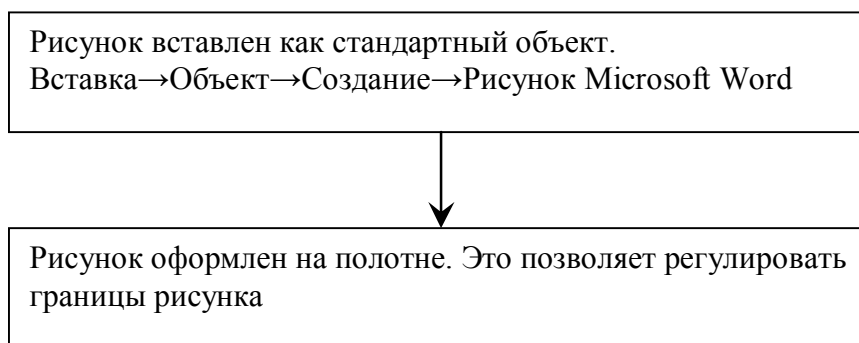 Рисунок вставлен как стандартный объект.
Вставка→Объект→Создание→Рисунок Microsoft Word
Рисунок оформлен на полотне. Это позволяет регулировать
границы рисунка